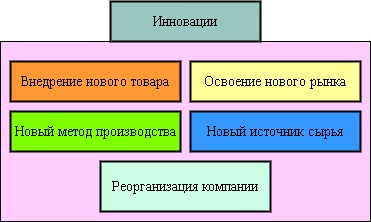 Инновации
Внедрение нового товара
Освоение нового рынка
Новый метод производства
Новый источник сырья
Реорганизация компании